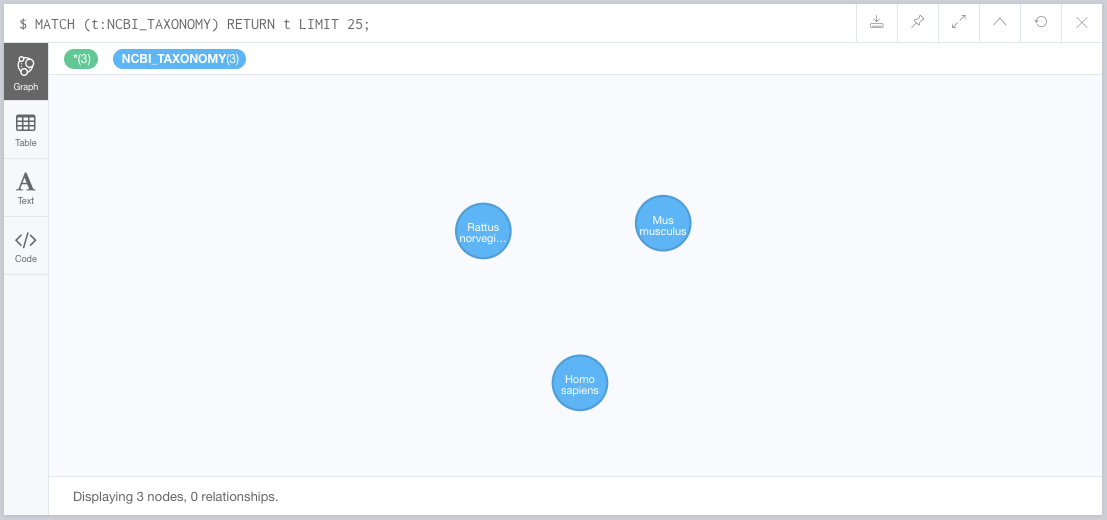 $ MATCH (t:NCBI_TAXONOMY) RETURN t LIMIT 25;
*(3) NCBI_TAXONOMY(3)
Graph
Table
A
Text
</>
Code
Rattus
norvegi...
Mus
musculus
Homo
sapiens
Displaying 3 nodes, 0 relationships.